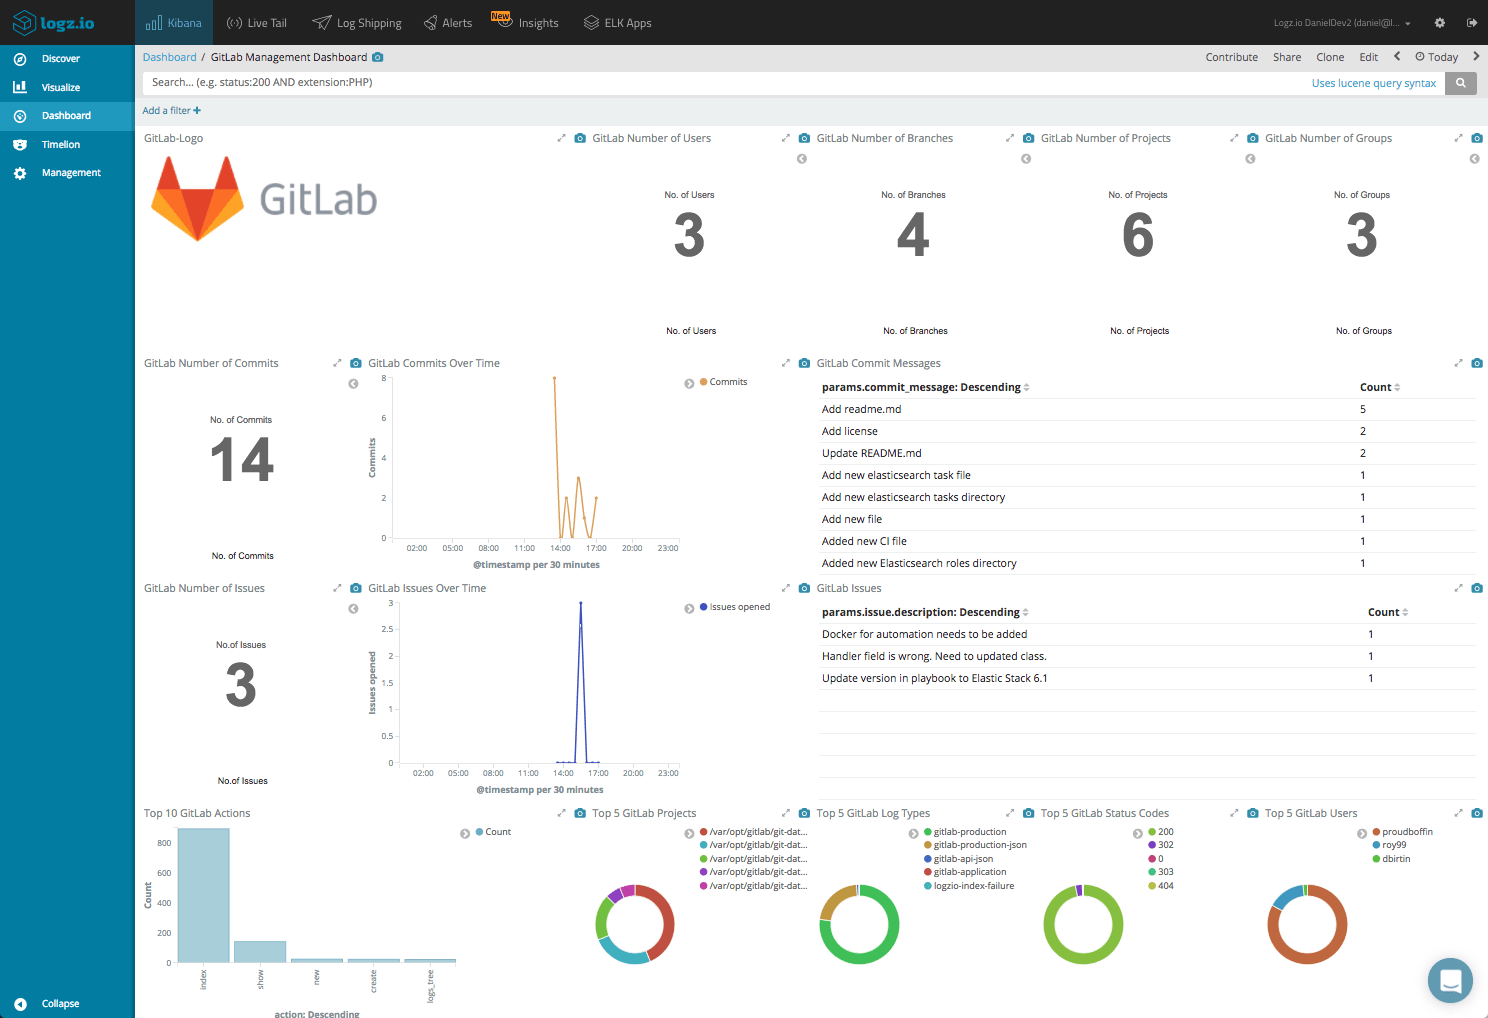 logz.io
Kibana
Live Tail
Log Shipping
Alerts
New
Insights
ELK Apps
Logz.io DanielDev2 (daniel@l...
Discover
Visualize
Dashboard
Timelion
Management
Collapse
Dashboard / GitLab Management Dashboard
Contribute
Share
Clone
Edit
Today
Search... (e.g. status:200 AND extension:PHP)
Uses lucene query syntax
Add a filter +
GitLab-Logo
GitLab
GitLab Number of Users
No. of Users
3
No. of Users
GitLab Number of Branches
No. of Branches
4
No. of Branches
GitLab Number of Projects
No. of Projects
6
No. of Projects
GitLab Number of Groups
No. of Groups
3
No. of Groups
GitLab Number of Commits
No. of Commits
14
No. of Commits
GitLab Commits Over Time
Commits
8
6
4
2
0
Commits
02:00 05:00 08:00 11:00 14:00 17:00 20:00 23:00
@timestamp per 30 minutes
GitLab Commit Messages
params.commit_message: Descending Count
Add readme.md 5
Add license 2
Update README.md 2
Add new elasticsearch task file 1
Add new elasticsearch tasks directory 1
Add new file 1
Added new CI file 1
Added new Elasticsearch roles directory 1
GitLab Number of Issues
No.of Issues
3
No.of Issues
GitLab Issues Over Time
Issues opened
3
2.5
2
1.5
1
0.5
0
Issues opened
02:00 05:00 08:00 11:00 14:00 17:00 20:00 23:00
@timestamp per 30 minutes
GitLab Issues
params.issue.description: Descending Count
Docker for automation needs to be added 1
Handler field is wrong. Need to updated class. 1
Update version in playbook to Elastic Stack 6.1 1
Top 10 GitLab Actions
Count
800
600
400
200
0
Count
index
show
new
create
logs_tree
action: Descending
Top 5 GitLab Projects
/var/opt/gitlab/git-dat...
/var/opt/gitlab/git-dat...
/var/opt/gitlab/git-dat...
/var/opt/gitlab/git-dat...
/var/opt/gitlab/git-dat...
Top 5 GitLab Log Types
gitlab-production
gitlab-production-json
gitlab-api-json
gitlab-application
logzio-index-failure
Top 5 GitLab Status Codes
200
302
0
303
404
Top 5 GitLab Users
proudboffin
roy99
dbirtin